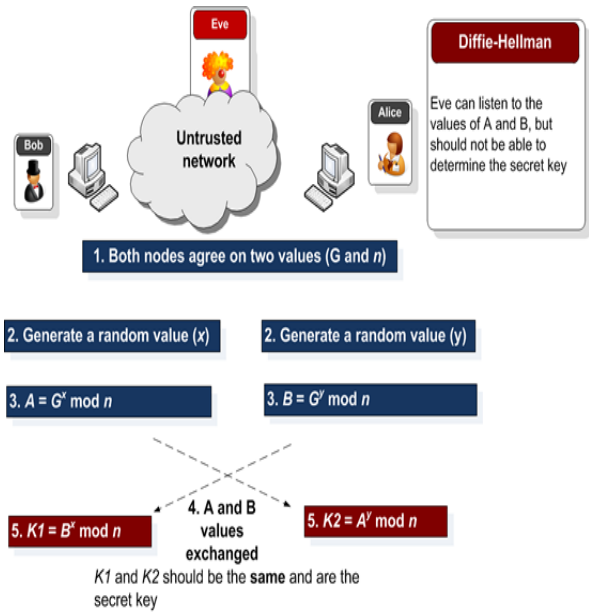 Eve
Diffie-Hellman
Eve can listen to the
values of A and B, but
should not be able to
determine the secret key
Bob
Untrusted
network
Alice
1. Both nodes agree on two values (G and n)
2. Generate a random value (x)
2. Generate a random value (y)
3. A = Gˣ mod n
3. B = Gʸ mod n
4. A and B
values
exchanged
5. K1 = Bˣ mod n
5. K2 = Aʸ mod n
K1 and K2 should be the same and are the
secret key